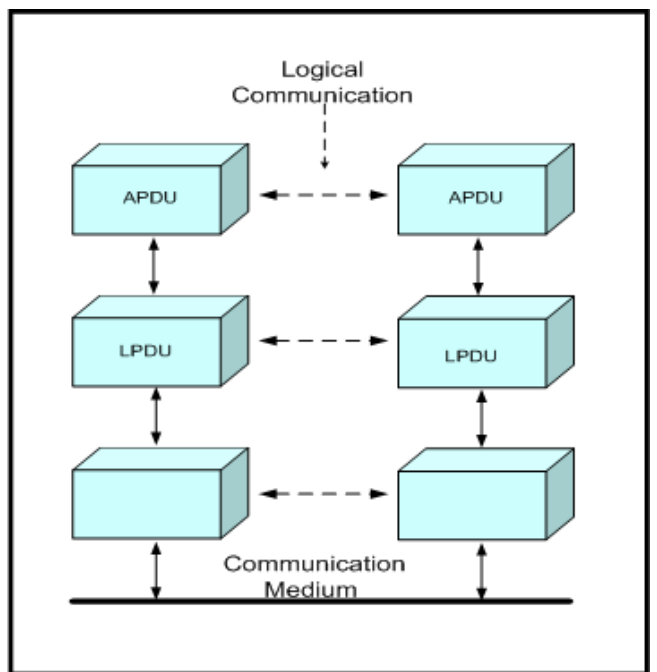 Logical
Communication
APDU
APDU
LPDU
LPDU
Communication
Medium